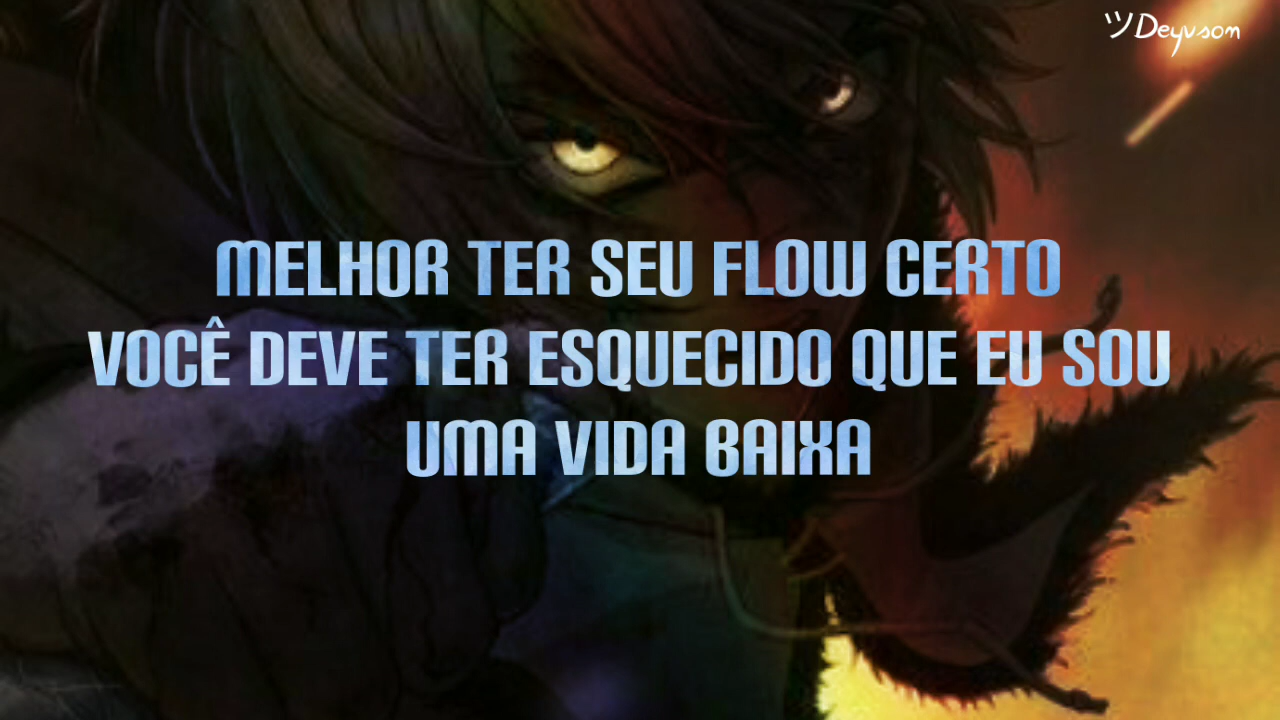 ツDeyvson
MELHOR TER SEU FLOW CERTO
VOCÊ DEVE TER ESQUECIDO QUE EU SOU
UMA VIDA BAIXA